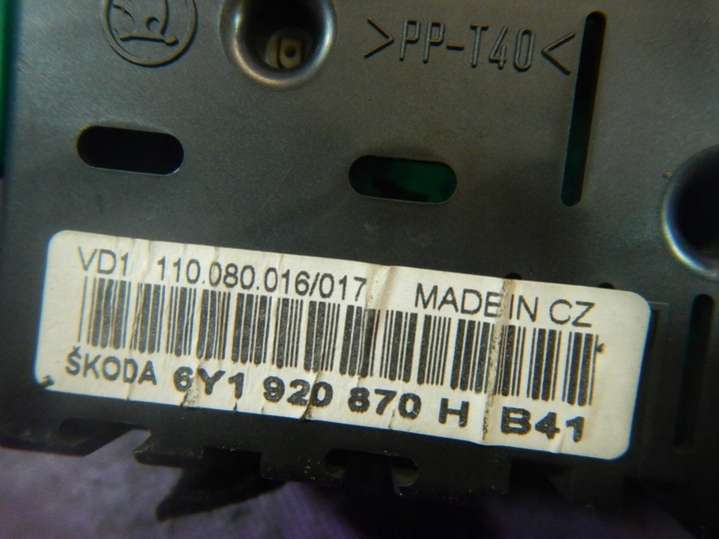 >PP-T40<
VD1 110.080.016/017 MADE IN CZ
ŠKODA 6Y1 920 870 H B41